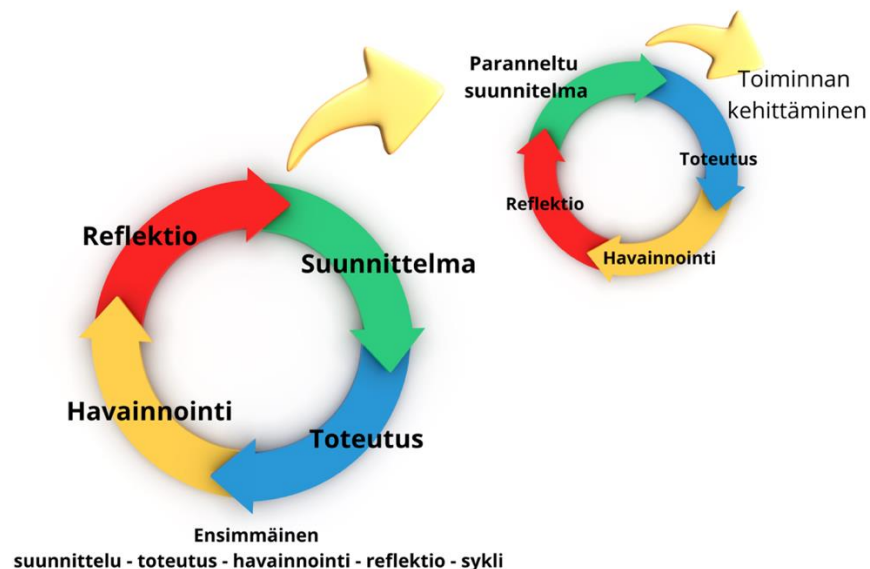 Paranneltu
suunnitelma
Toiminnan
kehittäminen
Toteutus
Reflektio
Havainnointi
Reflektio
Suunnittelma
Havainnointi
Toteutus
Ensimmäinen
suunnittelu - toteutus - havainnointi - reflektio - sykli